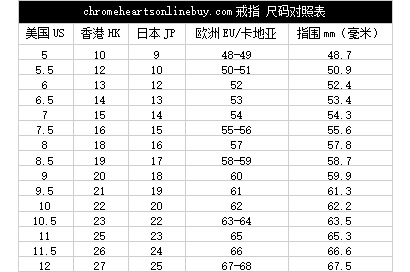 chromeheartsonlinebuy.com 戒指 尺码对照表
美国 US 香港 HK 日本 JP 欧洲 EU/卡地亚 指围 mm（毫米）
5 10 9 48-49 48.7
5.5 12 10 50-51 50.9
6 13 12 52 52.4
6.5 14 13 53 53.4
7 15 14 54 54.3
7.5 16 15 55-56 55.6
8 18 16 57 57.8
8.5 19 17 58-59 58.7
9 20 18 60 59.9
9.5 21 19 61 61.3
10 22 20 62 62.2
10.5 23 22 63-64 63.5
11 25 23 65 65.3
11.5 26 24 66 66.6
12 27 25 67-68 67.5